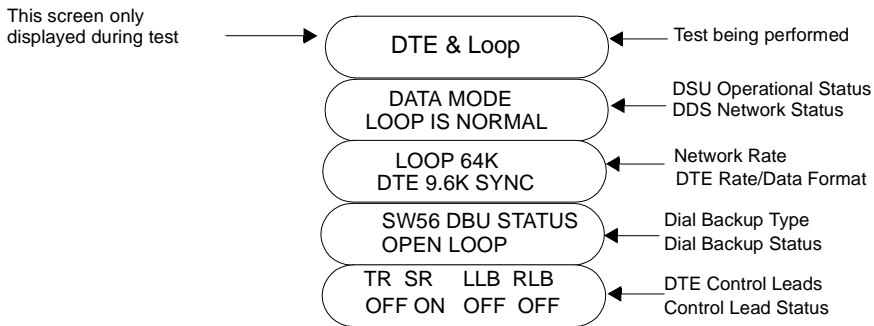 This screen only
displayed during test
DTE & Loop
Test being performed
DATA MODE
LOOP IS NORMAL
DSU Operational Status
DDS Network Status
LOOP 64K
DTE 9.6K SYNC
Network Rate
DTE Rate/Data Format
SW56 DBU STATUS
OPEN LOOP
Dial Backup Type
Dial Backup Status
TR SR LLB RLB
OFF ON OFF OFF
DTE Control Leads
Control Lead Status